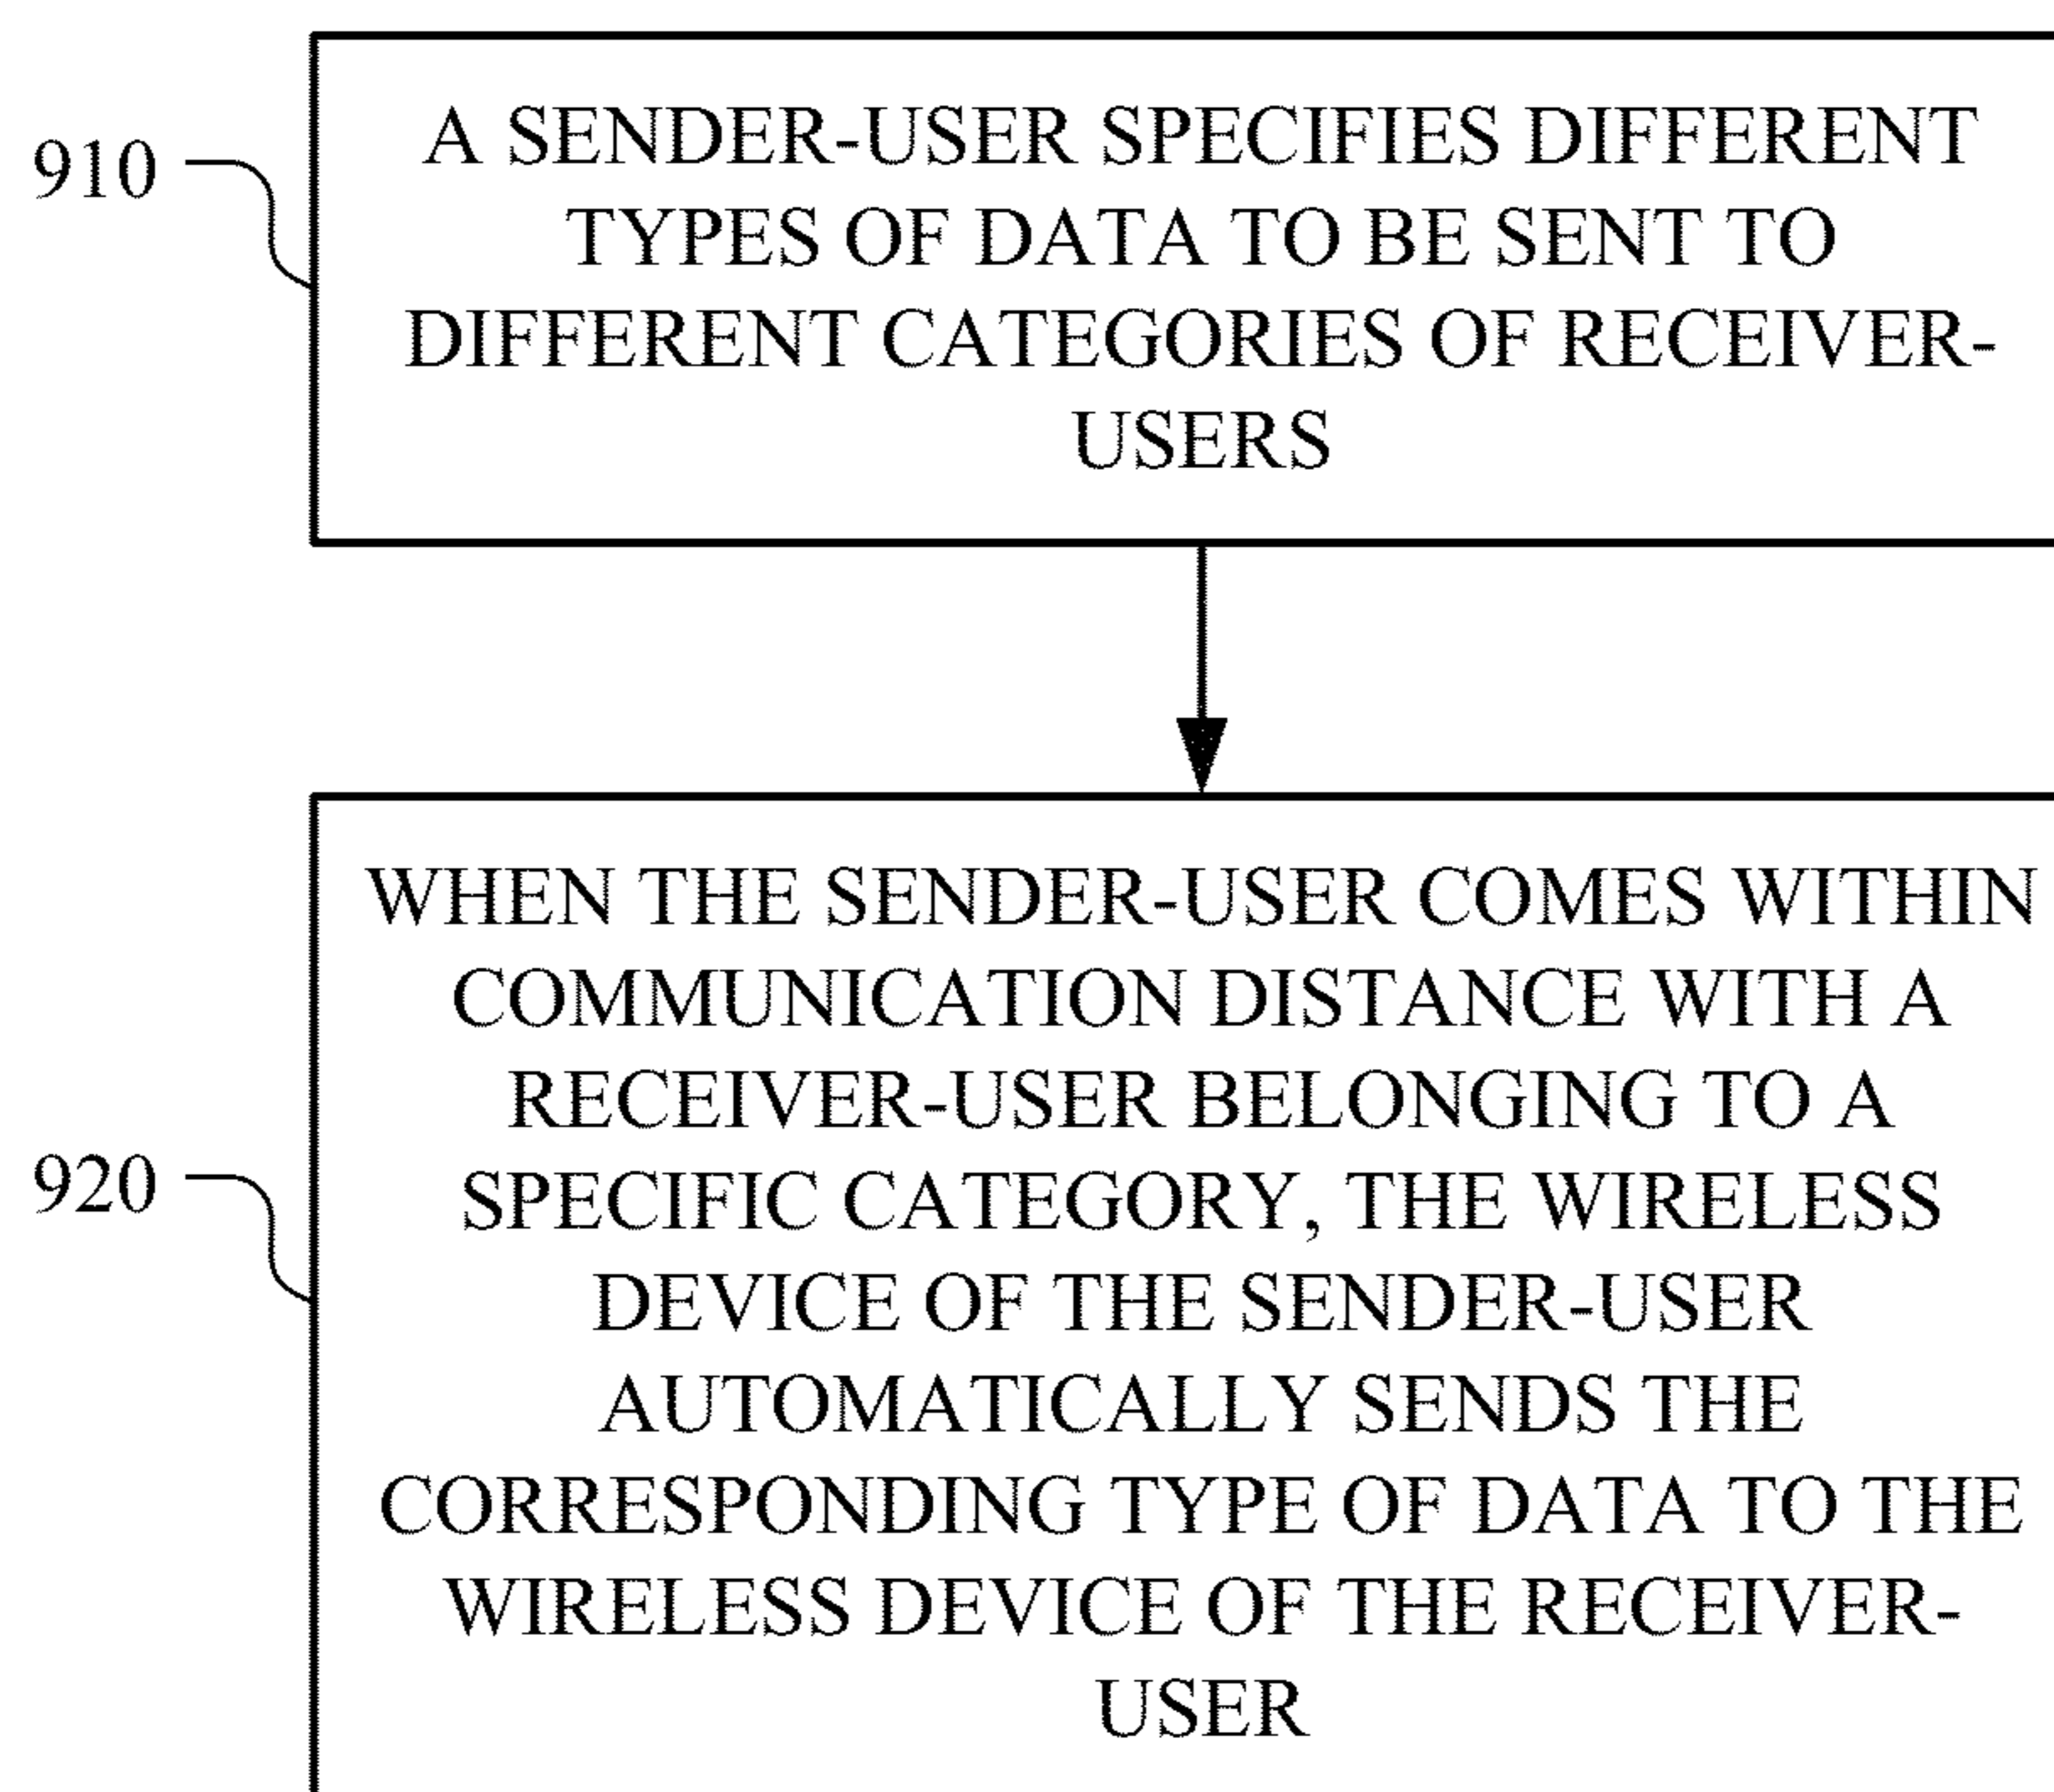 910
A SENDER-USER SPECIFIES DIFFERENT
TYPES OF DATA TO BE SENT TO
DIFFERENT CATEGORIES OF RECEIVER-
USERS
920
WHEN THE SENDER-USER COMES WITHIN
COMMUNICATION DISTANCE WITH A
RECEIVER-USER BELONGING TO A
SPECIFIC CATEGORY, THE WIRELESS
DEVICE OF THE SENDER-USER
AUTOMATICALLY SENDS THE
CORRESPONDING TYPE OF DATA TO THE
WIRELESS DEVICE OF THE RECEIVER-
USER